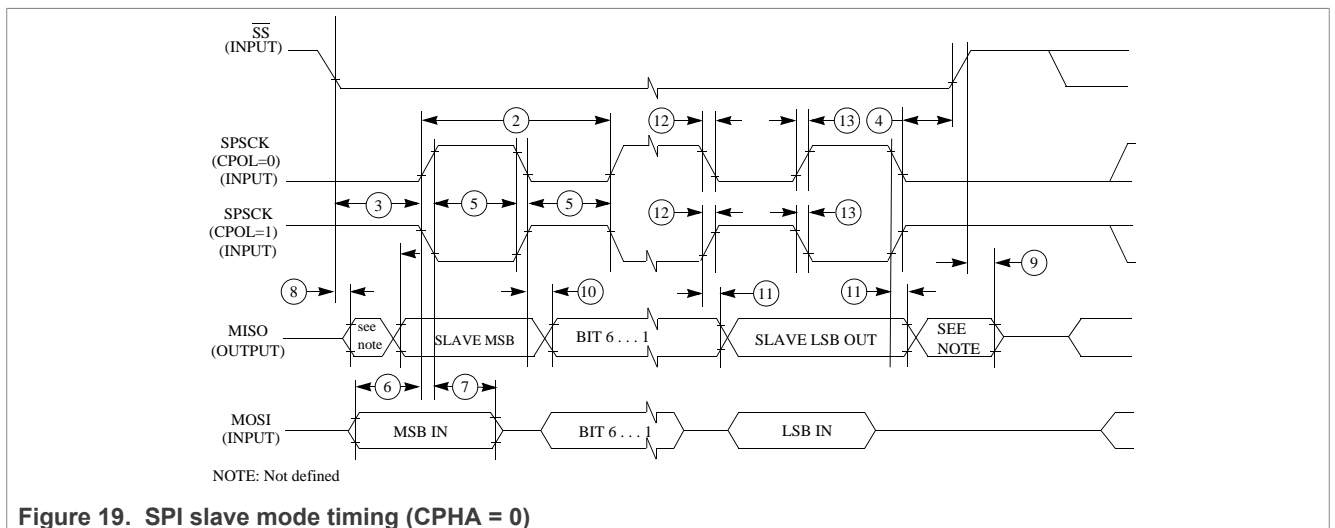 SS
(INPUT)
2
12
13
4
SPSCK
(CPOL=0)
(INPUT)
3
5
5
SPSCK
(CPOL=1)
(INPUT)
12
13
8
10
11
11
9
MISO
(OUTPUT)
see
note
SLAVE MSB
BIT 6 . . . 1
SLAVE LSB OUT
SEE
NOTE
6
7
MOSI
(INPUT)
MSB IN
BIT 6 . . . 1
LSB IN
NOTE: Not defined
Figure 19. SPI slave mode timing (CPHA = 0)